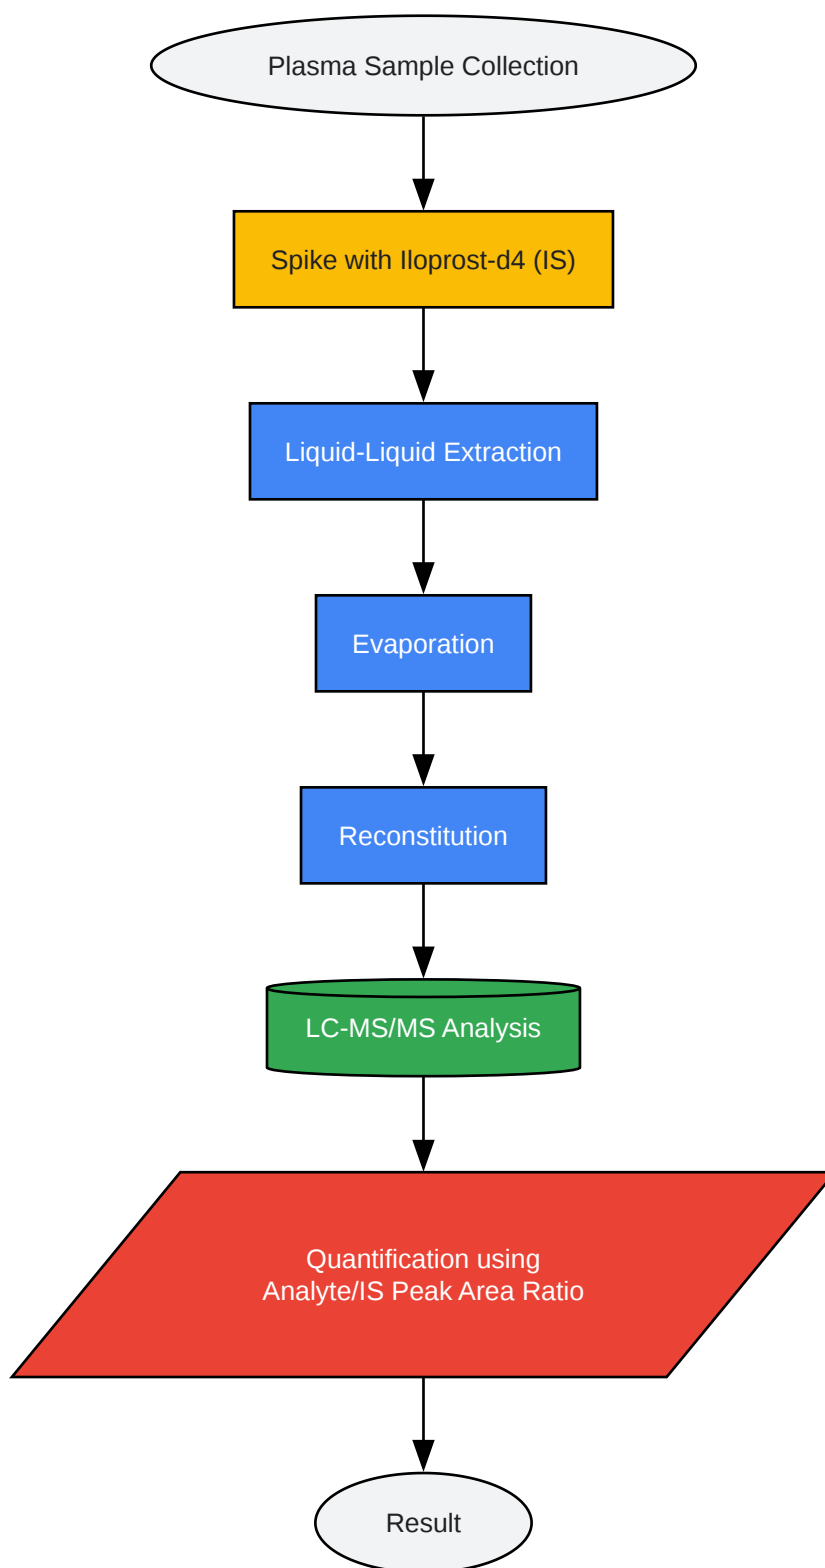 Plasma Sample Collection
Spike with Iloprost-d4 (IS)
Liquid-Liquid Extraction
Evaporation
Reconstitution
LC-MS/MS Analysis
Quantification using
Analyte/IS Peak Area Ratio
Result